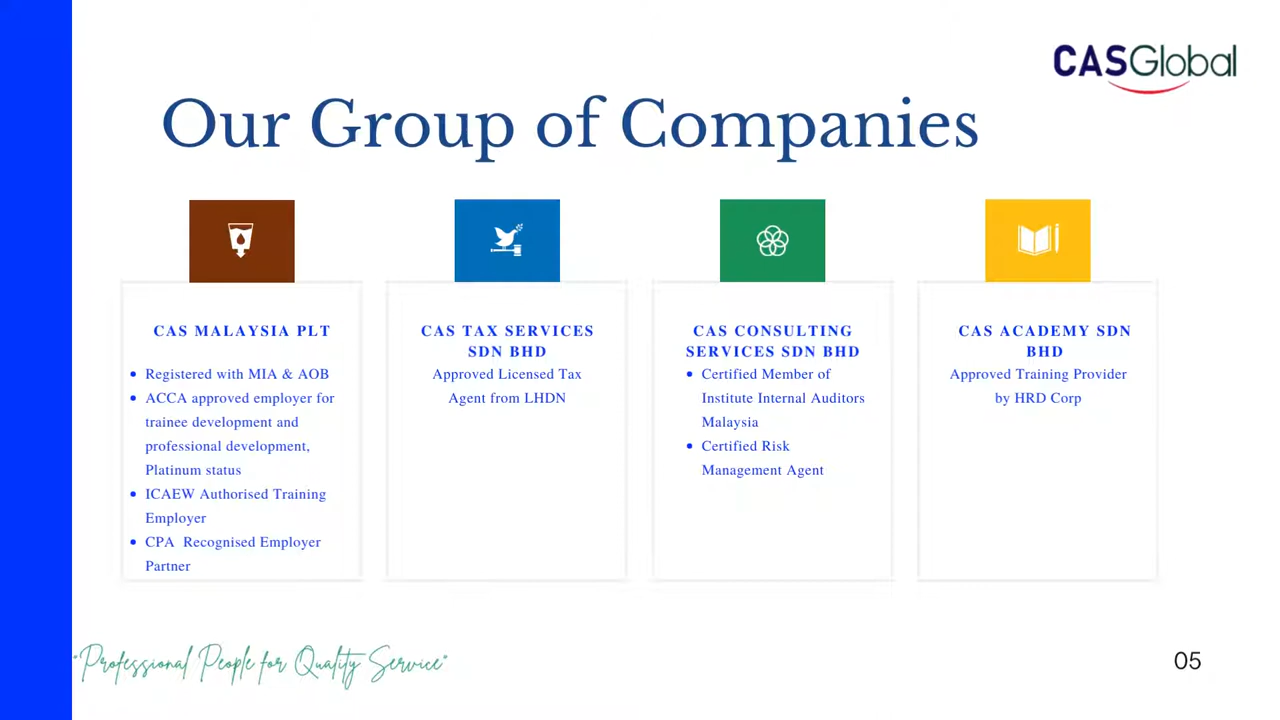 CASGlobal
Our Group of Companies
CAS MALAYSIA PLT
• Registered with MIA & AOB
• ACCA approved employer for
trainee development and
professional development,
Platinum status
• ICAEW Authorised Training
Employer
• CPA Recognised Employer
Partner
CAS TAX SERVICES
SDN BHD
Approved Licensed Tax
Agent from LHDN
CAS CONSULTING
SERVICES SDN BHD
• Certified Member of
Institute Internal Auditors
Malaysia
• Certified Risk
Management Agent
CAS ACADEMY SDN
BHD
Approved Training Provider
by HRD Corp
"Professional People for Quality Service"
05